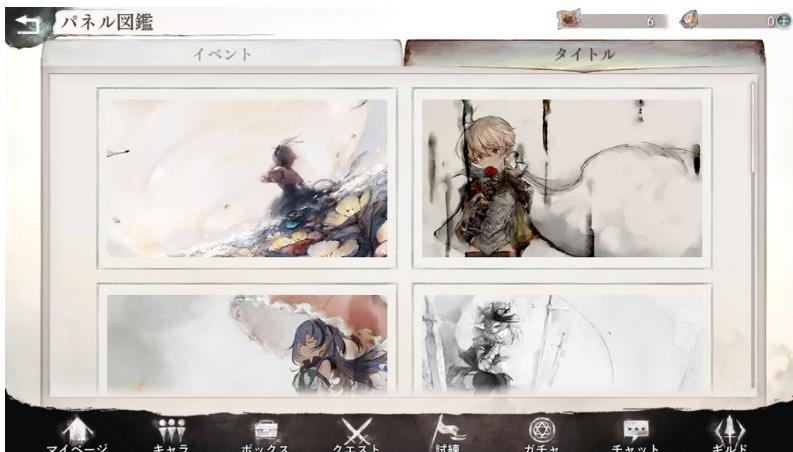 パネル図鑑
6
0
イベント
タイトル
マイページ
キャラ
ボックス
クエスト
試練
ガチャ
チャット
ギルド